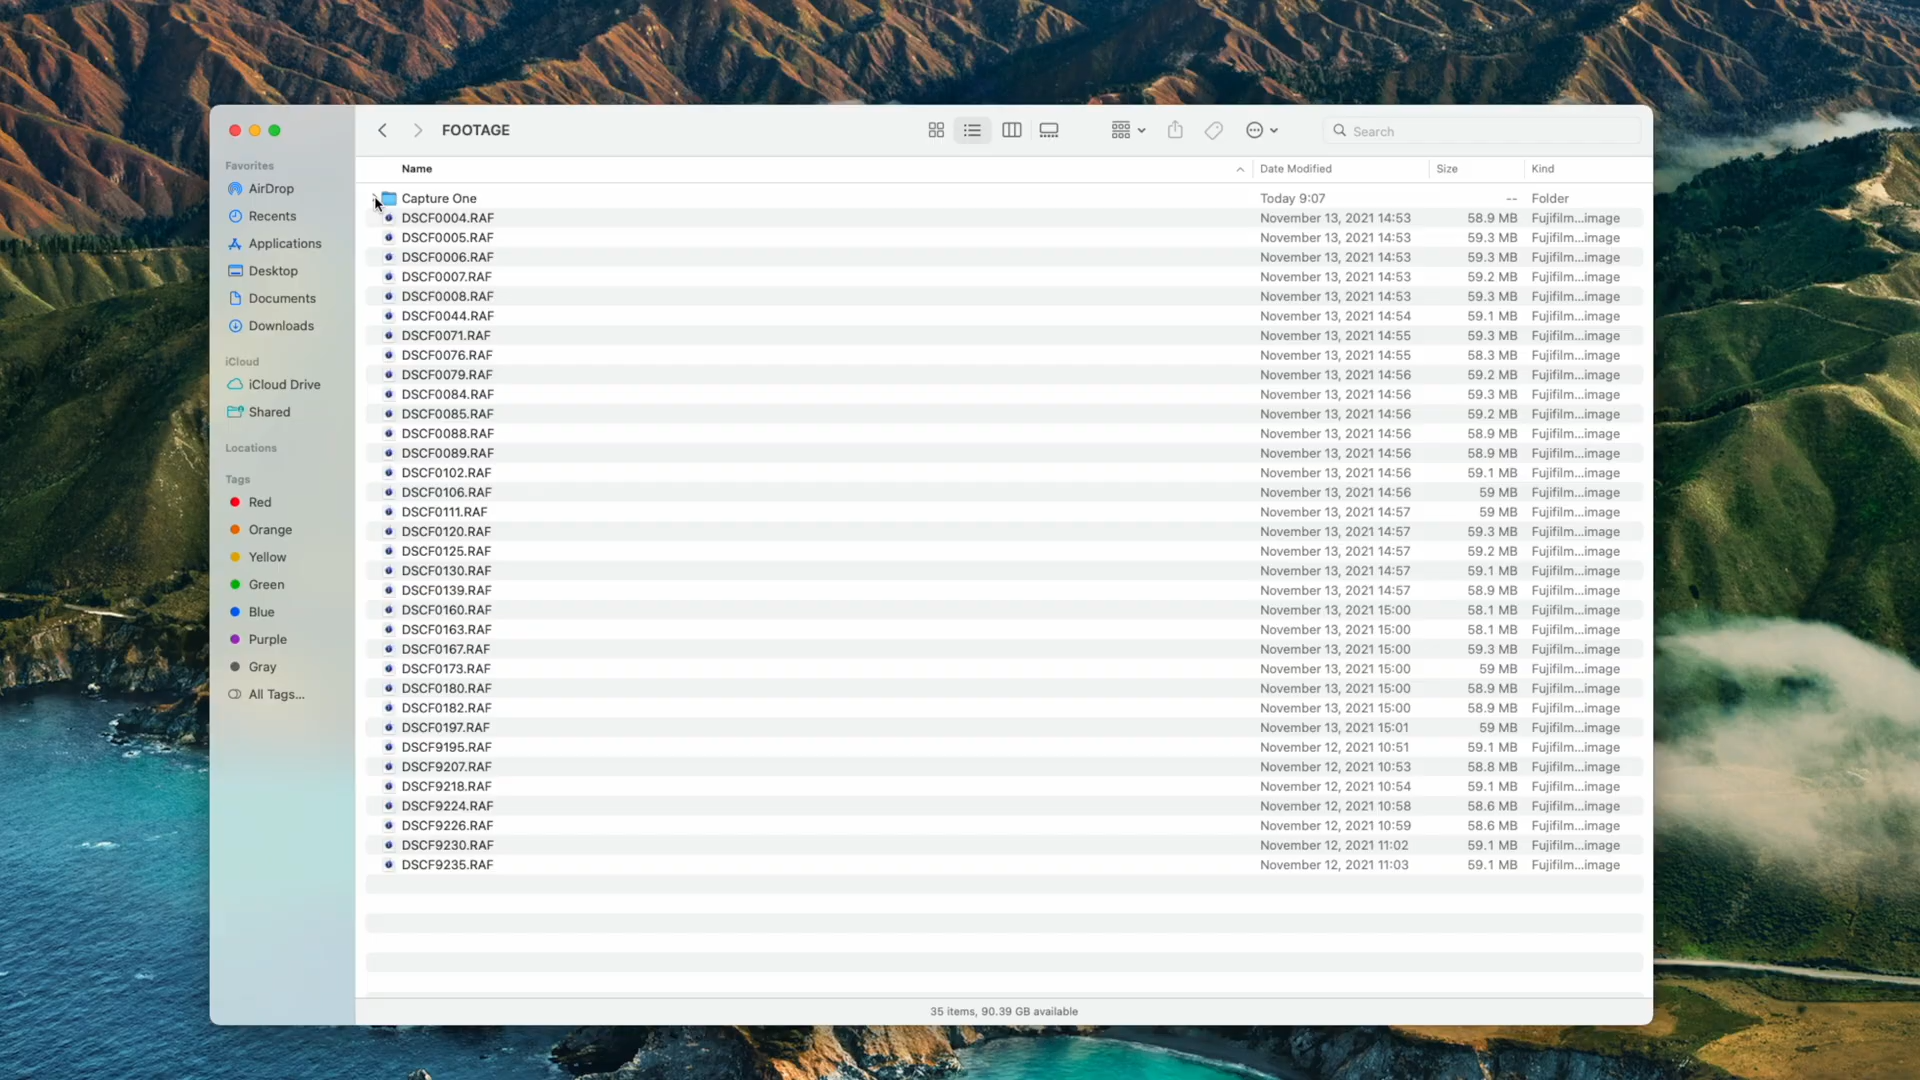 FOOTAGE
Search
Favorites
AirDrop
Recents
Applications
Desktop
Documents
Downloads
iCloud
iCloud Drive
Shared
Locations
Tags
Red
Orange
Yellow
Green
Blue
Purple
Gray
All Tags...
Name Date Modified Size Kind
Capture One Today 9:07 -- Folder
DSCF0004.RAF November 13, 2021 14:53 58.9 MB Fujifilm...image
DSCF0005.RAF November 13, 2021 14:53 59.3 MB Fujifilm...image
DSCF0006.RAF November 13, 2021 14:53 59.3 MB Fujifilm...image
DSCF0007.RAF November 13, 2021 14:53 59.2 MB Fujifilm...image
DSCF0008.RAF November 13, 2021 14:53 59.3 MB Fujifilm...image
DSCF0044.RAF November 13, 2021 14:54 59.1 MB Fujifilm...image
DSCF0071.RAF November 13, 2021 14:55 59.3 MB Fujifilm...image
DSCF0076.RAF November 13, 2021 14:55 58.3 MB Fujifilm...image
DSCF0079.RAF November 13, 2021 14:56 59.2 MB Fujifilm...image
DSCF0084.RAF November 13, 2021 14:56 59.3 MB Fujifilm...image
DSCF0085.RAF November 13, 2021 14:56 59.2 MB Fujifilm...image
DSCF0088.RAF November 13, 2021 14:56 58.9 MB Fujifilm...image
DSCF0089.RAF November 13, 2021 14:56 58.9 MB Fujifilm...image
DSCF0102.RAF November 13, 2021 14:56 59.1 MB Fujifilm...image
DSCF0106.RAF November 13, 2021 14:56 59 MB Fujifilm...image
DSCF0111.RAF November 13, 2021 14:57 59 MB Fujifilm...image
DSCF0120.RAF November 13, 2021 14:57 59.3 MB Fujifilm...image
DSCF0125.RAF November 13, 2021 14:57 59.2 MB Fujifilm...image
DSCF0130.RAF November 13, 2021 14:57 59.1 MB Fujifilm...image
DSCF0139.RAF November 13, 2021 14:57 58.9 MB Fujifilm...image
DSCF0160.RAF November 13, 2021 15:00 58.1 MB Fujifilm...image
DSCF0163.RAF November 13, 2021 15:00 58.1 MB Fujifilm...image
DSCF0167.RAF November 13, 2021 15:00 59.3 MB Fujifilm...image
DSCF0173.RAF November 13, 2021 15:00 59 MB Fujifilm...image
DSCF0180.RAF November 13, 2021 15:00 58.9 MB Fujifilm...image
DSCF0182.RAF November 13, 2021 15:00 58.9 MB Fujifilm...image
DSCF0197.RAF November 13, 2021 15:01 59 MB Fujifilm...image
DSCF9195.RAF November 12, 2021 10:51 59.1 MB Fujifilm...image
DSCF9207.RAF November 12, 2021 10:53 58.8 MB Fujifilm...image
DSCF9218.RAF November 12, 2021 10:54 59.1 MB Fujifilm...image
DSCF9224.RAF November 12, 2021 10:58 58.6 MB Fujifilm...image
DSCF9226.RAF November 12, 2021 10:59 58.6 MB Fujifilm...image
DSCF9230.RAF November 12, 2021 11:02 59.1 MB Fujifilm...image
DSCF9235.RAF November 12, 2021 11:03 59.1 MB Fujifilm...image
35 items, 90.39 GB available